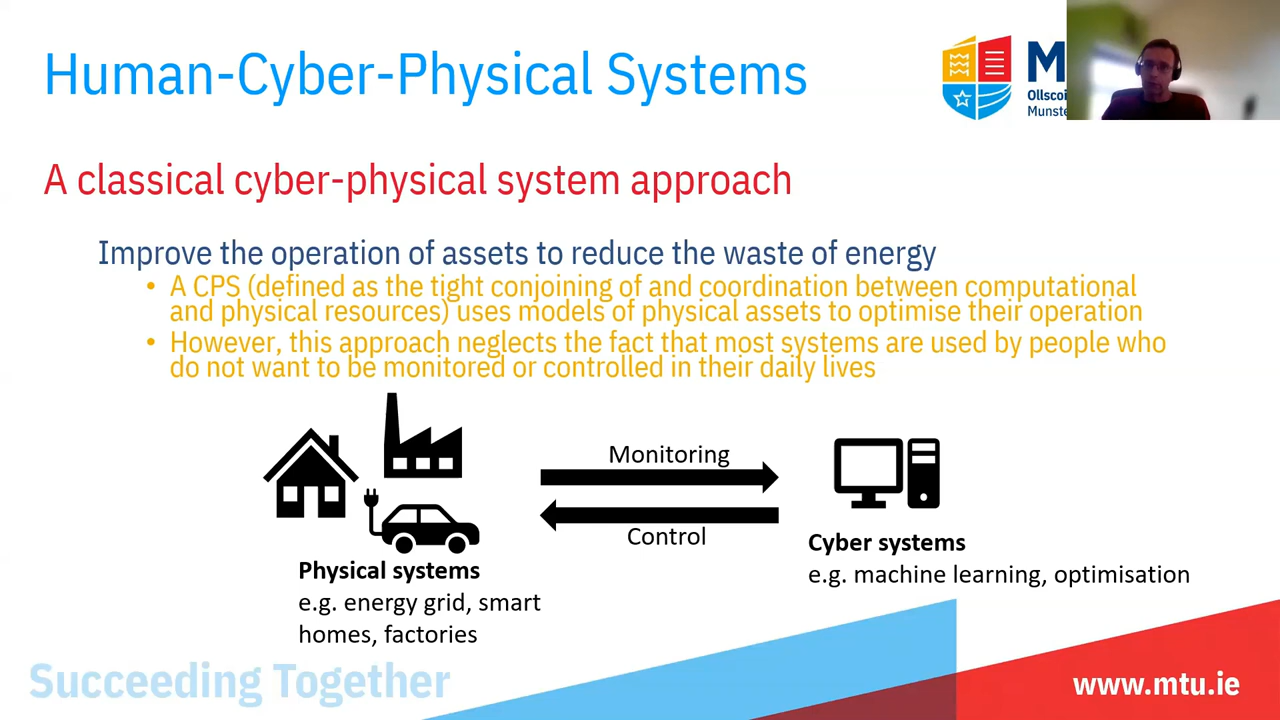 Human-Cyber-Physical Systems
M
Ollscoi
Munste
A classical cyber-physical system approach
Improve the operation of assets to reduce the waste of energy
• A CPS (defined as the tight conjoining of and coordination between computational
and physical resources) uses models of physical assets to optimise their operation
• However, this approach neglects the fact that most systems are used by people who
do not want to be monitored or controlled in their daily lives
Monitoring
Control
Physical systems
e.g. energy grid, smart
homes, factories
Cyber systems
e.g. machine learning, optimisation
Succeeding Together
www.mtu.ie